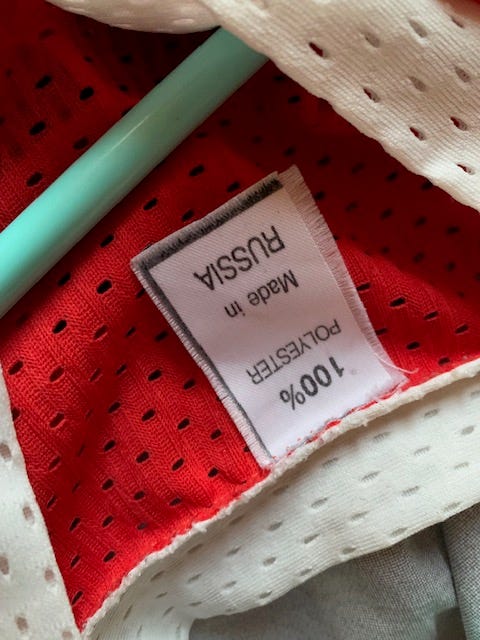 100%
POLYESTER
Made in
RUSSIA